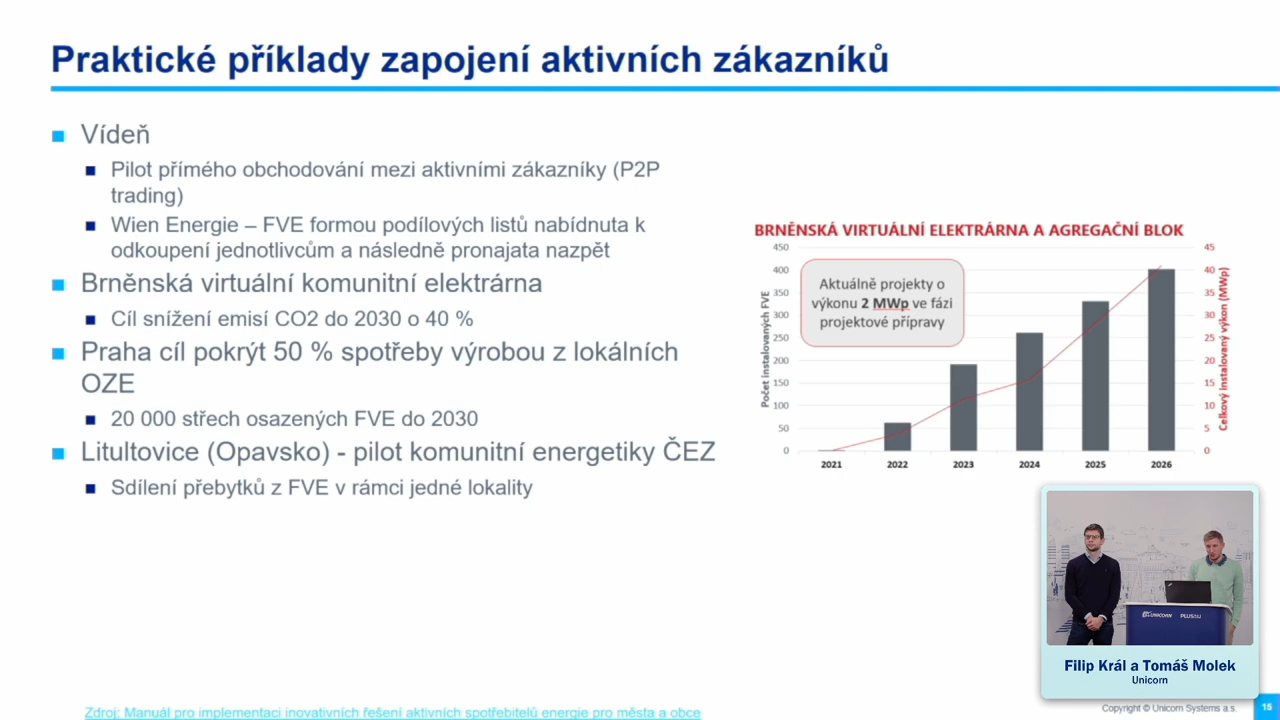 Praktické příklady zapojení aktivních zákazníků
Vídeň
Pilot přímého obchodování mezi aktivními zákazníky (P2P
trading)
Wien Energie – FVE formou podílových listů nabídnuta k
odkoupení jednotlivcům a následně pronajata nazpět
Brněnská virtuální komunitní elektrárna
Cíl snížení emisí CO2 do 2030 o 40 %
Praha cíl pokrýt 50 % spotřeby výrobou z lokálních
OZE
20 000 střech osazených FVE do 2030
Litultovice (Opavsko) - pilot komunitní energetiky ČEZ
Sdílení přebytků z FVE v rámci jedné lokality
BRNĚNSKÁ VIRTUÁLNÍ ELEKTRÁRNA A AGREGAČNÍ BLOK
Počet instalovaných FVE
450
400
350
300
250
200
150
100
50
0
Aktuálně projekty o
výkonu 2 MWp ve fázi
projektové přípravy
45
40
35
30
25
20
15
10
5
0
Celkový instalovaný výkon (MWp)
2021 2022 2023 2024 2025 2026
UNICORN PLUS4U
Filip Král a Tomáš Molek
Unicorn
Zdroj: Manuál pro implementaci inovativních řešení aktivních spotřebitelů energie pro města a obce
Copyright © Unicorn Systems a.s.
15